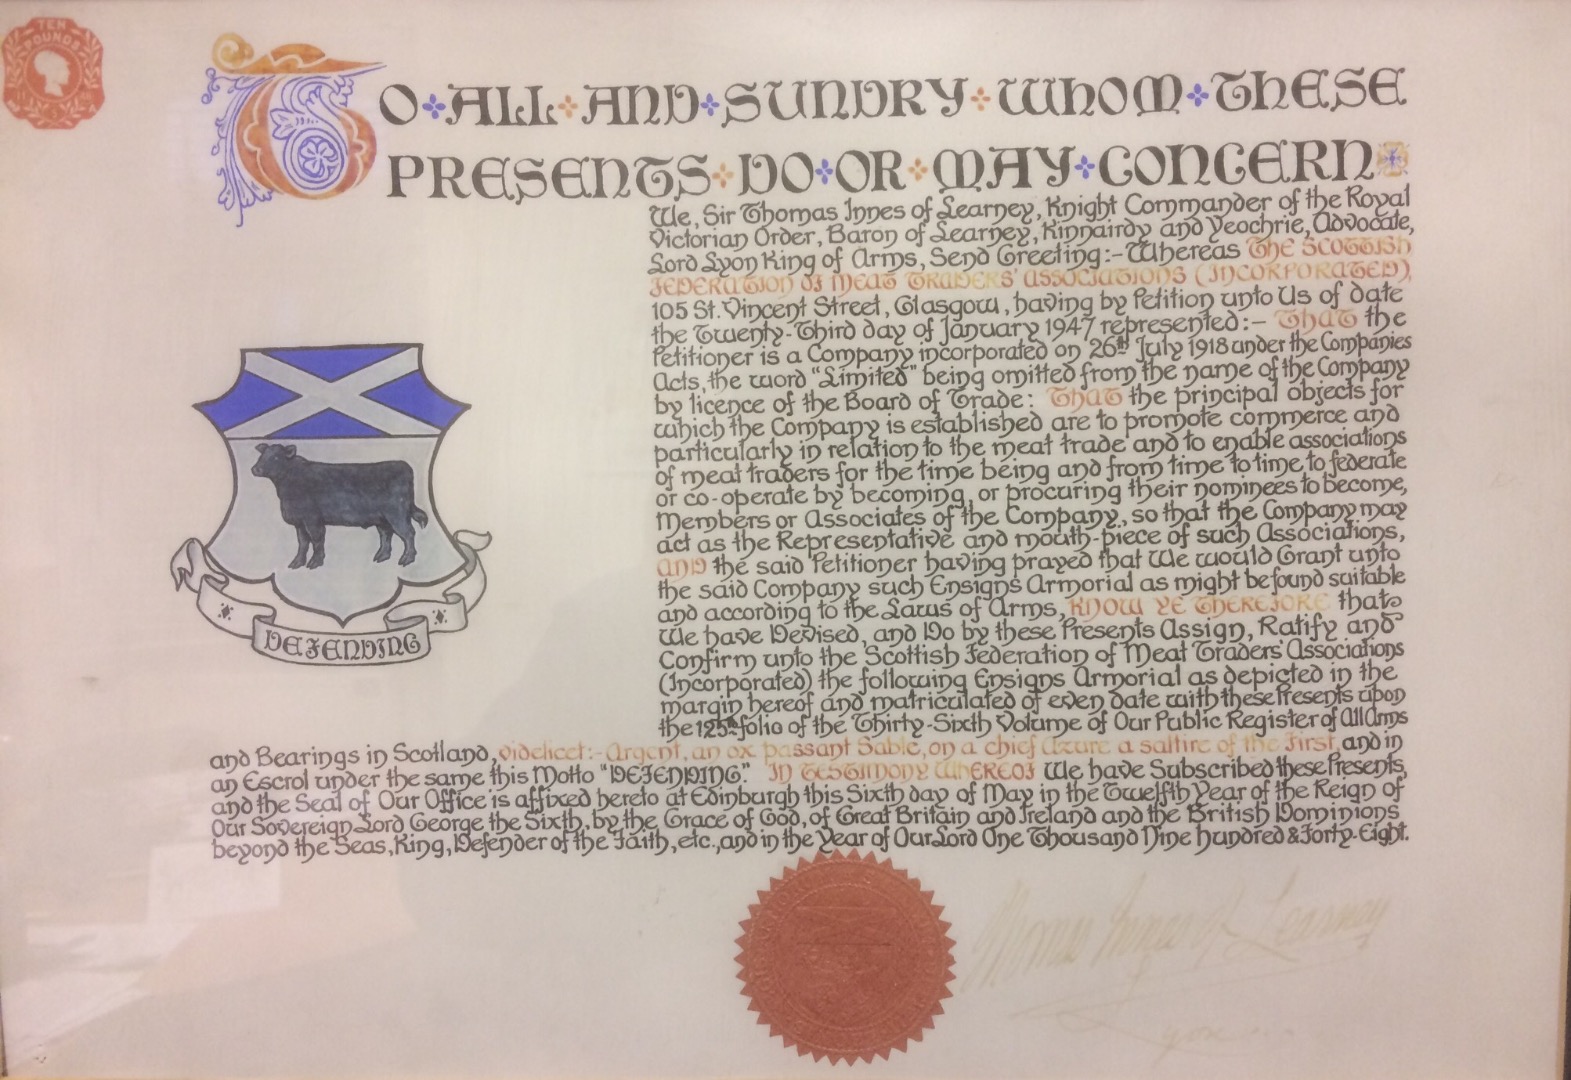 TEN
POUNDS
TO ALL AND SUNDRY WHOM THESE
PRESENTS DO OR MAY CONCERN
We, Sir Thomas Innes of Learney, Knight Commander of the Royal
Victorian Order, Baron of Learney, Kinnairdy and Yeochrie, Advocate,
Lord Lyon King of Arms, Send Greeting:- Whereas THE SCOTTISH
FEDERATION OF MEAT TRADERS' ASSOCIATIONS (INCORPORATED),
105 St. Vincent Street, Glasgow, having by Petition unto Us of date
the Twenty-Third day of January 1947 represented:- THAT the
Petitioner is a Company incorporated on 26th July 1918 under the Companies
Acts, the word "Limited" being omitted from the name of the Company
by licence of the Board of Trade: THAT the principal objects for
which the Company is established are to promote commerce and
particularly in relation to the meat trade and to enable associations
of meat traders for the time being and from time to time to federate
or co-operate by becoming, or procuring their nominees to become,
Members or Associates of the Company, so that the Company may
act as the Representative and mouth-piece of such Associations,
AND the said Petitioner having prayed that We would Grant unto
the said Company such Ensigns Armorial as might be found suitable
and according to the Laws of Arms, KNOW YE THEREFORE that
We have Devised, and Do by these Presents Assign, Ratify and
Confirm unto the Scottish Federation of Meat Traders' Associations
(Incorporated) the following Ensigns Armorial as depicted in the
margin hereof and matriculated of even date with these Presents upon
the 125th folio of the Thirty-Sixth Volume of Our Public Register of All Arms
and Bearings in Scotland, videlicet:- Argent, an ox passant Sable, on a chief Azure a saltire of the First, and in
an Escrol under the same this Motto "DEFENDING." IN TESTIMONY WHEREOF We have Subscribed these Presents,
and the Seal of Our Office is affixed hereto at Edinburgh this Sixth day of May in the Twelfth Year of the Reign of
Our Sovereign Lord George the Sixth, by the Grace of God, of Great Britain and Ireland and the British Dominions
beyond the Seas, King, Defender of the Faith, etc., and in the Year of Our Lord One Thousand Nine hundred & Forty-Eight.
DEFENDING
Thomas Innes of Learney
Lyon